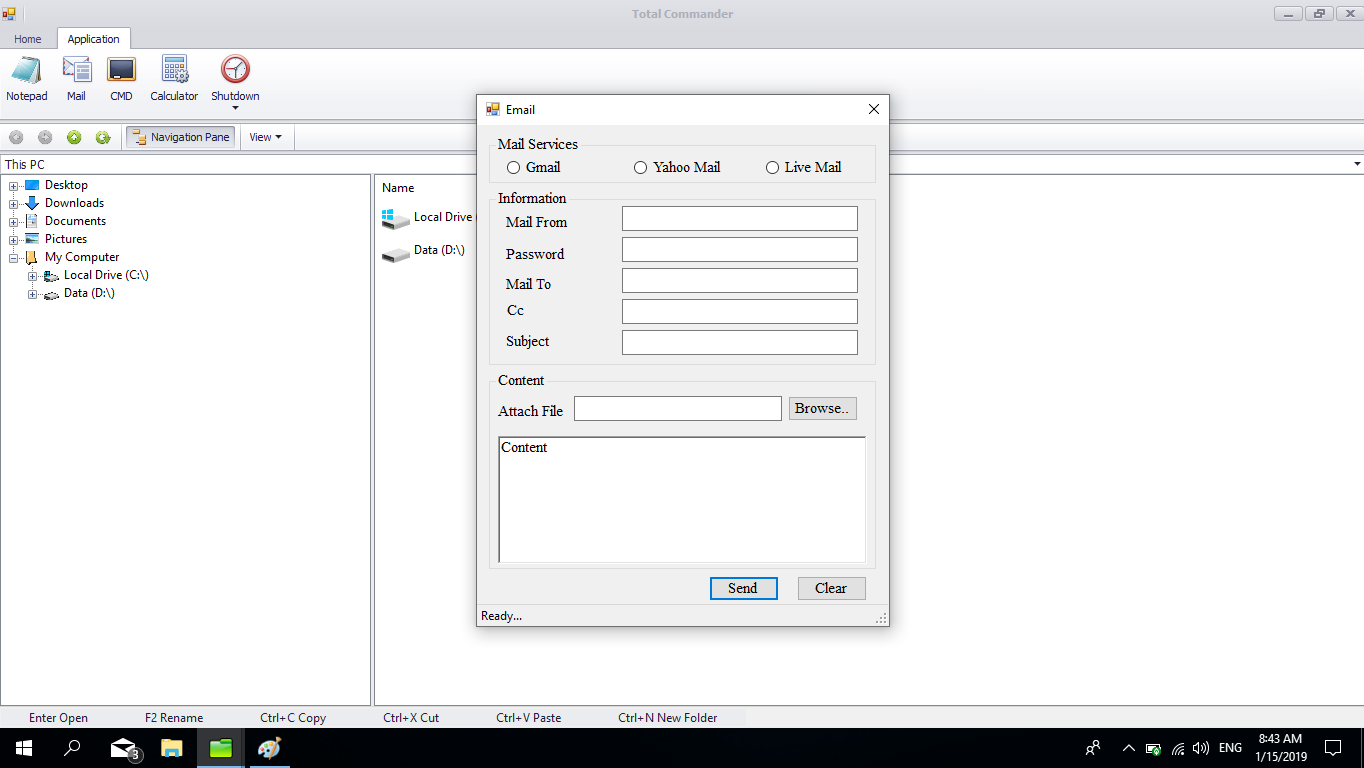 Total Commander
Home Application
Notepad Mail CMD Calculator Shutdown
Navigation Pane View
This PC
Desktop
Downloads
Documents
Pictures
My Computer
Local Drive (C:\)
Data (D:\)
Name
Local Drive (
Data (D:\)
Email
Mail Services
Gmail Yahoo Mail Live Mail
Information
Mail From
Password
Mail To
Cc
Subject
Content
Attach File Browse..
Content
Send Clear
Ready...
Enter Open F2 Rename Ctrl+C Copy Ctrl+X Cut Ctrl+V Paste Ctrl+N New Folder
3 ENG 8:43 AM
1/15/2019